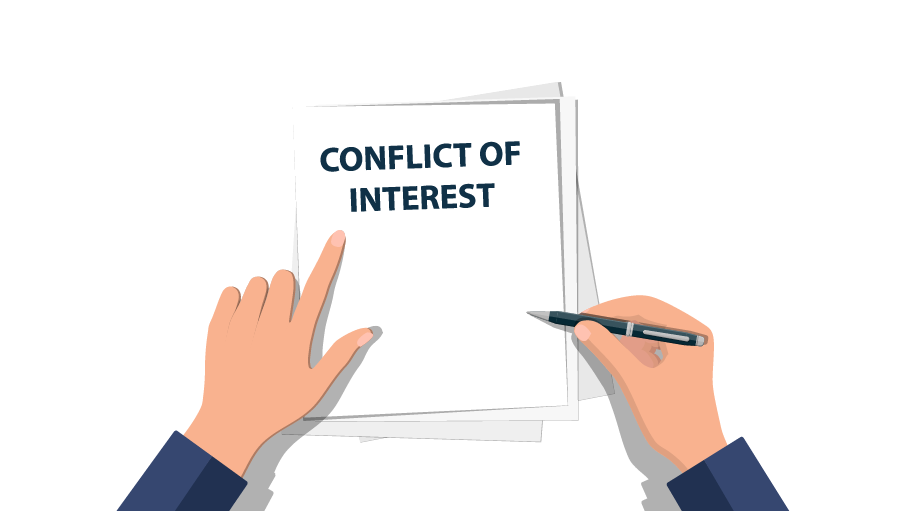 CONFLICT OF
INTEREST